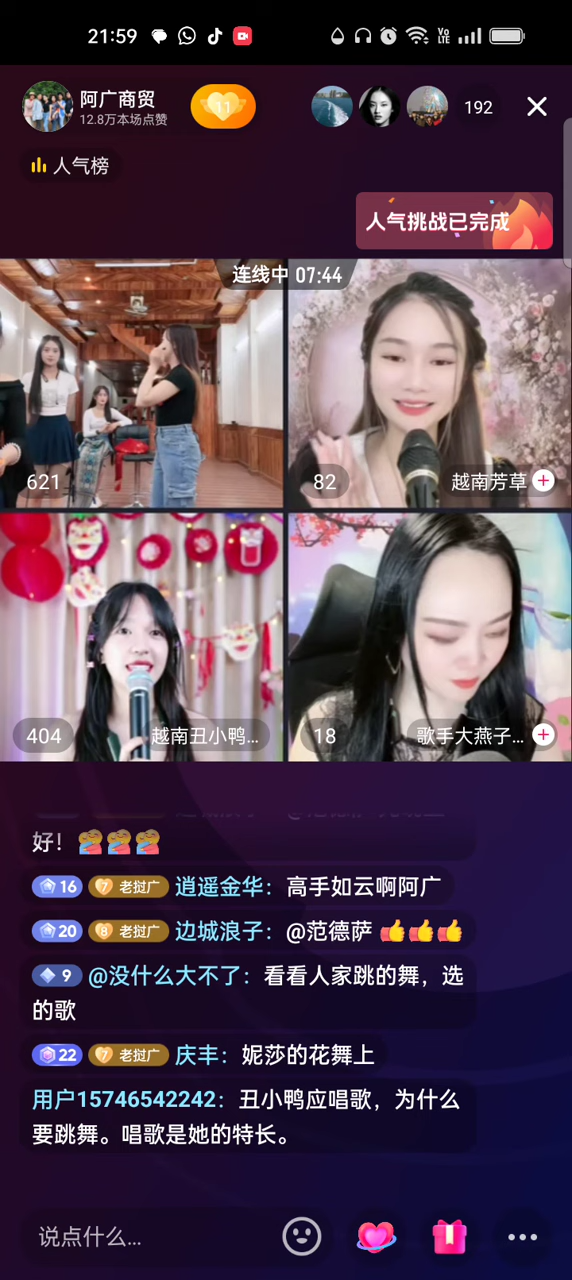 21:59
Vo
LTE
阿广商贸
12.8万本场点赞
11
192
人气榜
人气挑战已完成
连线中 07:44
621
82
越南芳草
404
越南丑小鸭...
18
歌手大燕子...
好！
16 7 老挝广 逍遥金华：高手如云啊阿广
20 8 老挝广 边城浪子：@范德萨
9 @没什么大不了：看看人家跳的舞，选
的歌
22 7 老挝广 庆丰：妮莎的花舞上
用户15746542242：丑小鸭应唱歌，为什么
要跳舞。唱歌是她的特长。
说点什么...